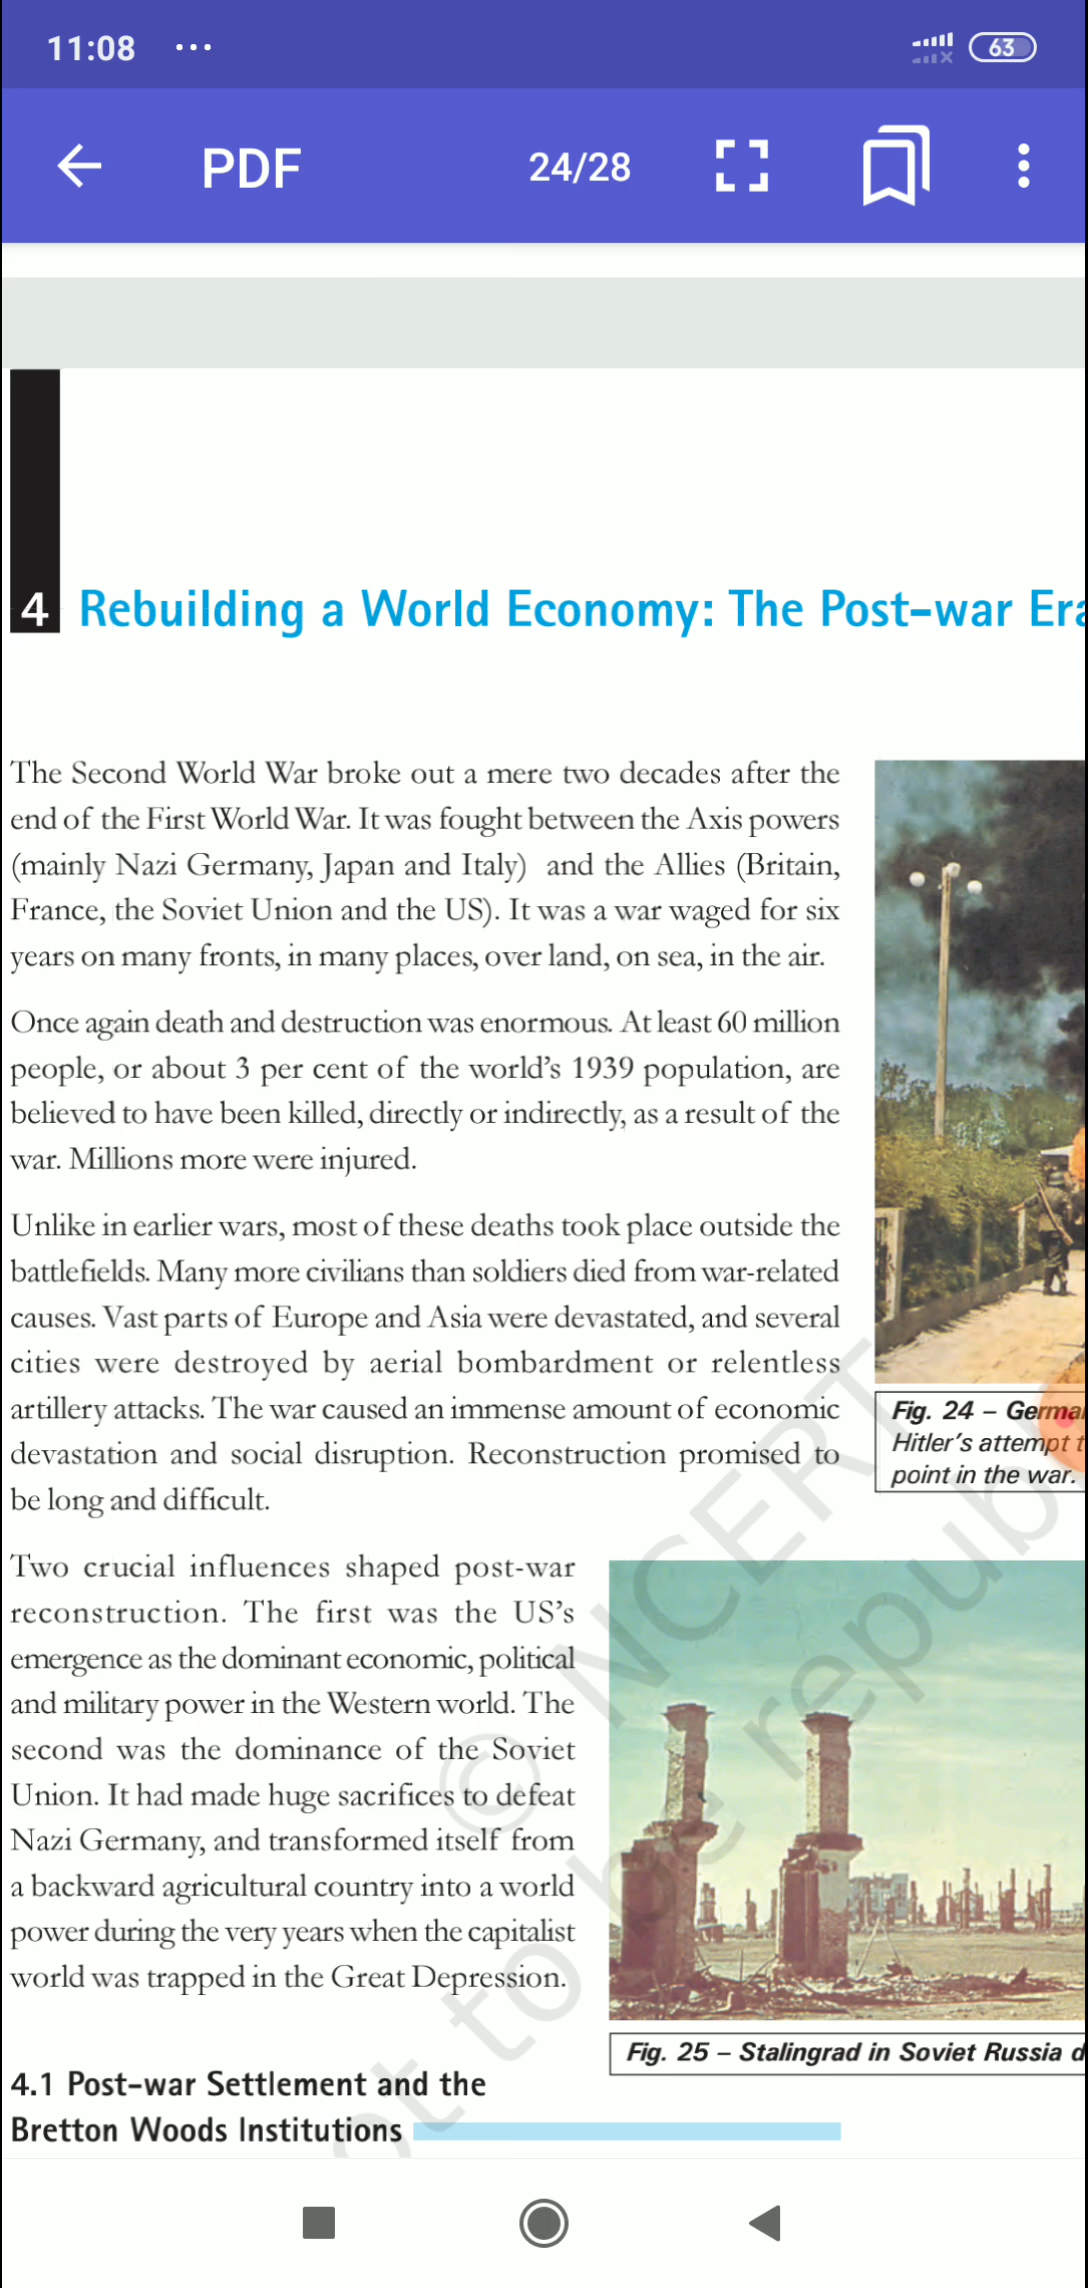 11:08 ...
63
PDF 24/28
4 Rebuilding a World Economy: The Post-war Era
The Second World War broke out a mere two decades after the
end of the First World War. It was fought between the Axis powers
(mainly Nazi Germany, Japan and Italy) and the Allies (Britain,
France, the Soviet Union and the US). It was a war waged for six
years on many fronts, in many places, over land, on sea, in the air.
Once again death and destruction was enormous. At least 60 million
people, or about 3 per cent of the world's 1939 population, are
believed to have been killed, directly or indirectly, as a result of the
war. Millions more were injured.
Unlike in earlier wars, most of these deaths took place outside the
battlefields. Many more civilians than soldiers died from war-related
causes. Vast parts of Europe and Asia were devastated, and several
cities were destroyed by aerial bombardment or relentless
artillery attacks. The war caused an immense amount of economic
devastation and social disruption. Reconstruction promised to
be long and difficult.
Fig. 24 – German
Hitler's attempt t
point in the war.
Two crucial influences shaped post-war
reconstruction. The first was the US's
emergence as the dominant economic, political
and military power in the Western world. The
second was the dominance of the Soviet
Union. It had made huge sacrifices to defeat
Nazi Germany, and transformed itself from
a backward agricultural country into a world
power during the very years when the capitalist
world was trapped in the Great Depression.
Fig. 25 – Stalingrad in Soviet Russia d
4.1 Post-war Settlement and the
Bretton Woods Institutions
© NCERT
not to be republ